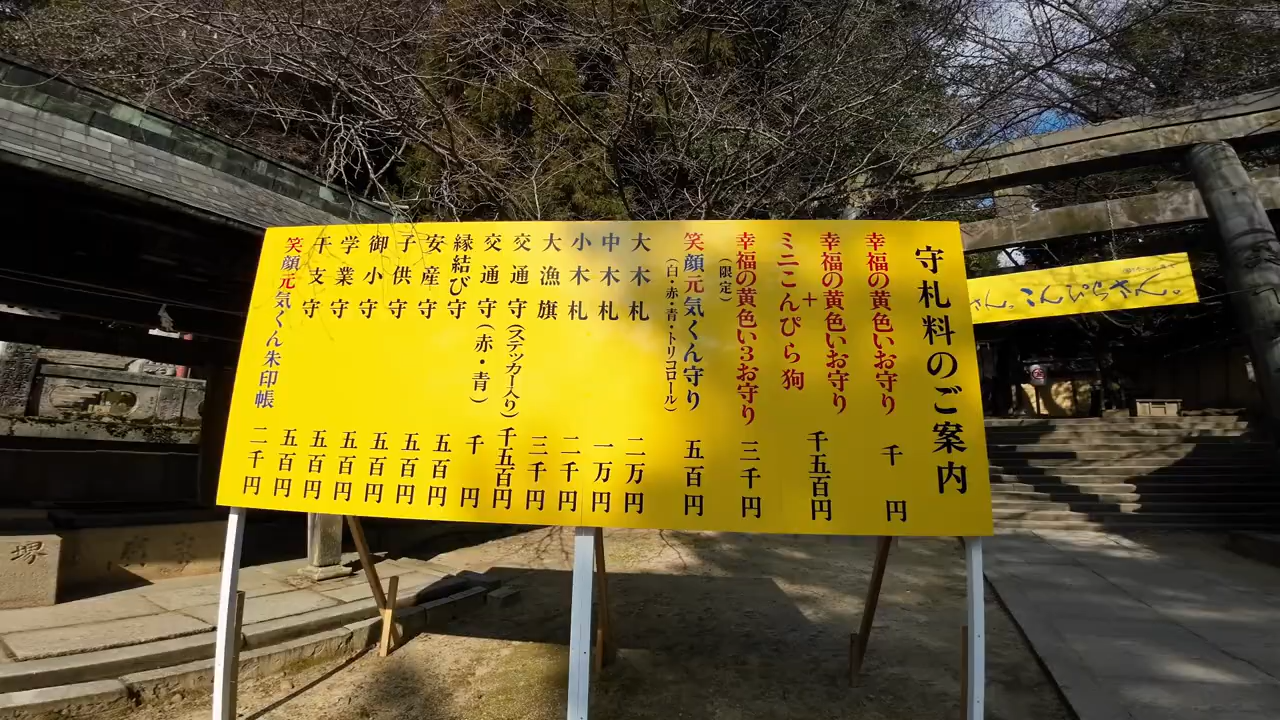 守札料のご案内
幸福の黄色いお守り 千円
幸福の黄色いお守り
+
ミニこんぴら狗 千五百円
幸福の黄色い3お守り 三千円
(限定)
笑顔元気くん守り 五百円
(白・赤・青・トリコロール)
大木札 二万円
中木札 一万円
小木札 二千円
大漁旗 三千円
交通守(ステッカー入り) 千五百円
交通守(赤・青) 千円
縁結び守 五百円
安産守 五百円
子供守 五百円
御小守 五百円
学業守 五百円
干支守 五百円
笑顔元気くん朱印帳 二千円
さん。こんぴらさん。
堺